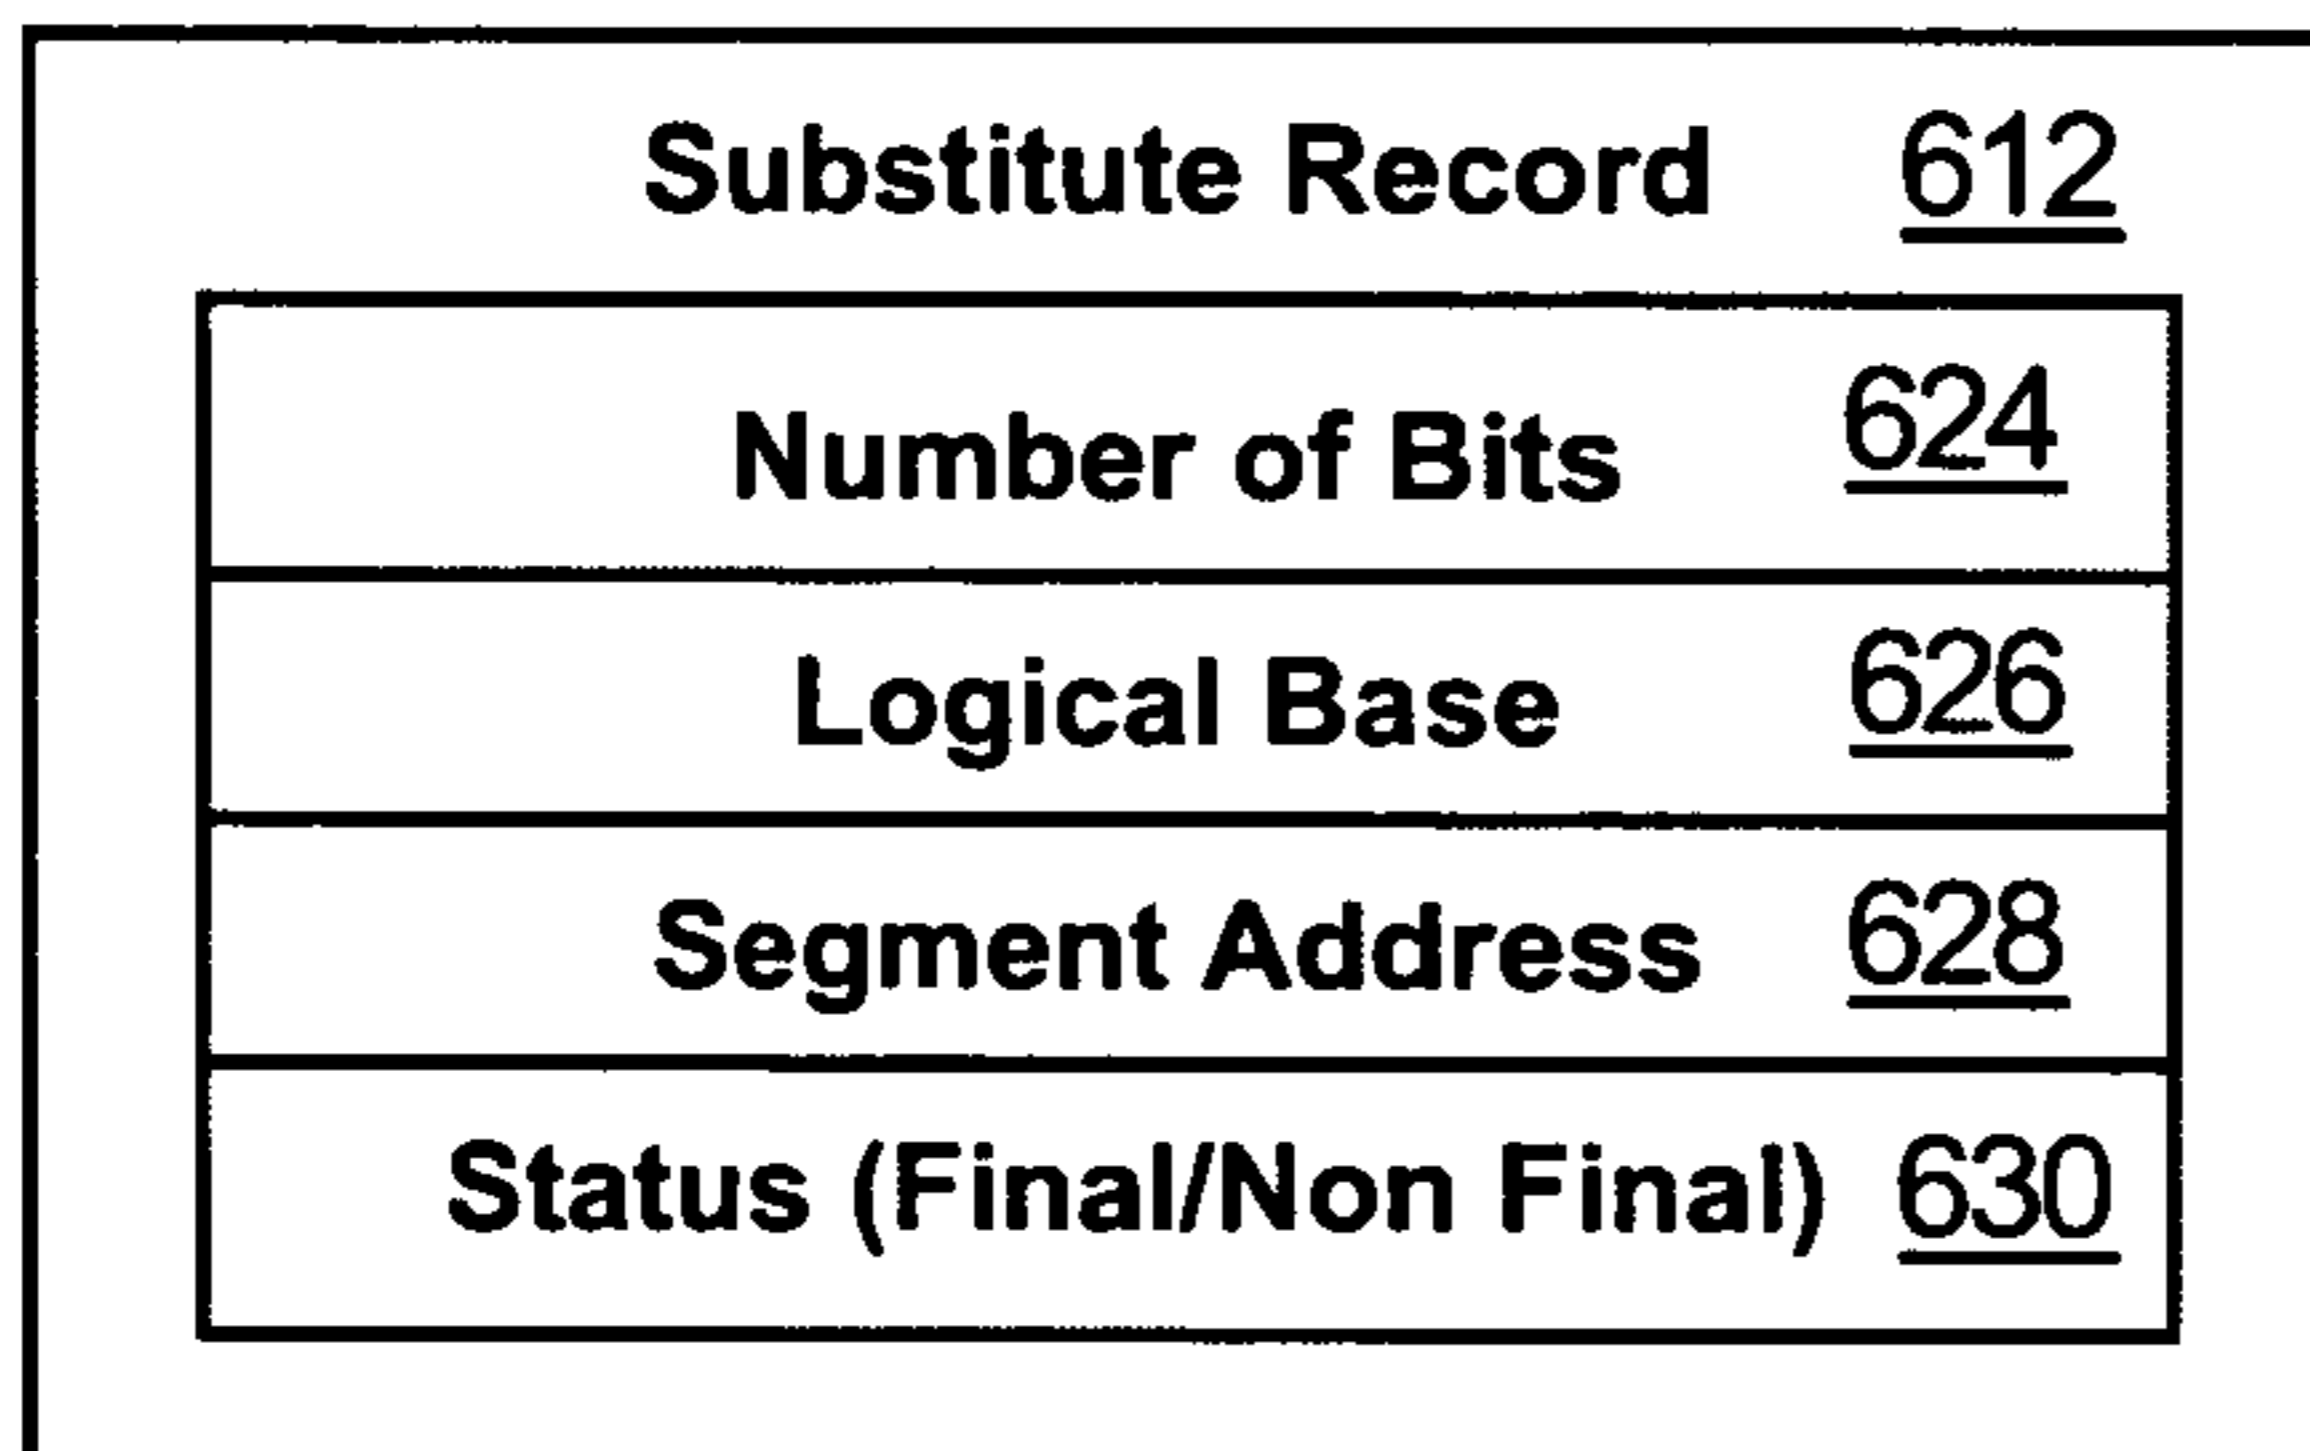 Substitute Record 612
Number of Bits 624
Logical Base 626
Segment Address 628
Status (Final/Non Final) 630